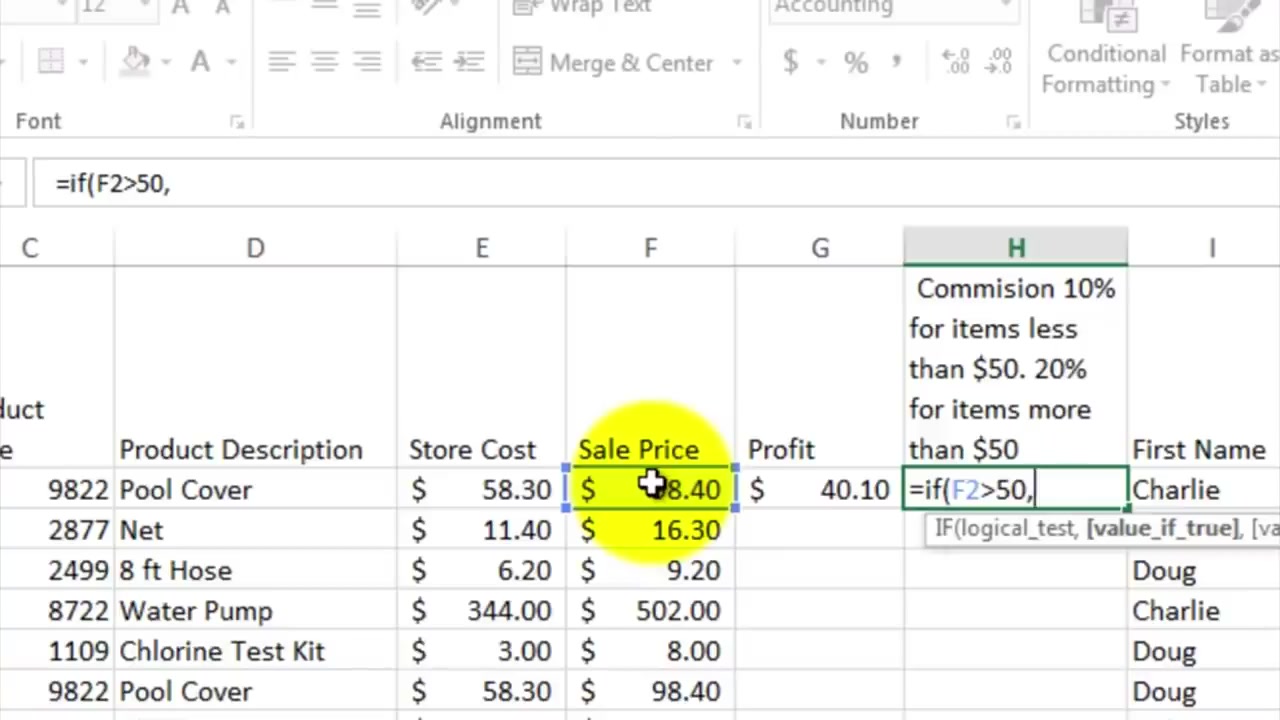 12 A A
Wrap Text
Accounting
Merge & Center
$ % , .00 .00
Conditional Formatting
Format as Table
Font Alignment Number Styles
=if(F2>50,
C D E F G H I
Commision 10%
for items less
than $50. 20%
for items more
than $50
duct
e
Product Description Store Cost Sale Price Profit First Name
9822 Pool Cover $ 58.30 $ 8.40 $ 40.10 =if(F2>50, Charlie
IF(logical_test, [value_if_true], [va
2877 Net $ 11.40 $ 16.30
2499 8 ft Hose $ 6.20 $ 9.20 Doug
8722 Water Pump $ 344.00 $ 502.00 Charlie
1109 Chlorine Test Kit $ 3.00 $ 8.00 Doug
9822 Pool Cover $ 58.30 $ 98.40 Doug